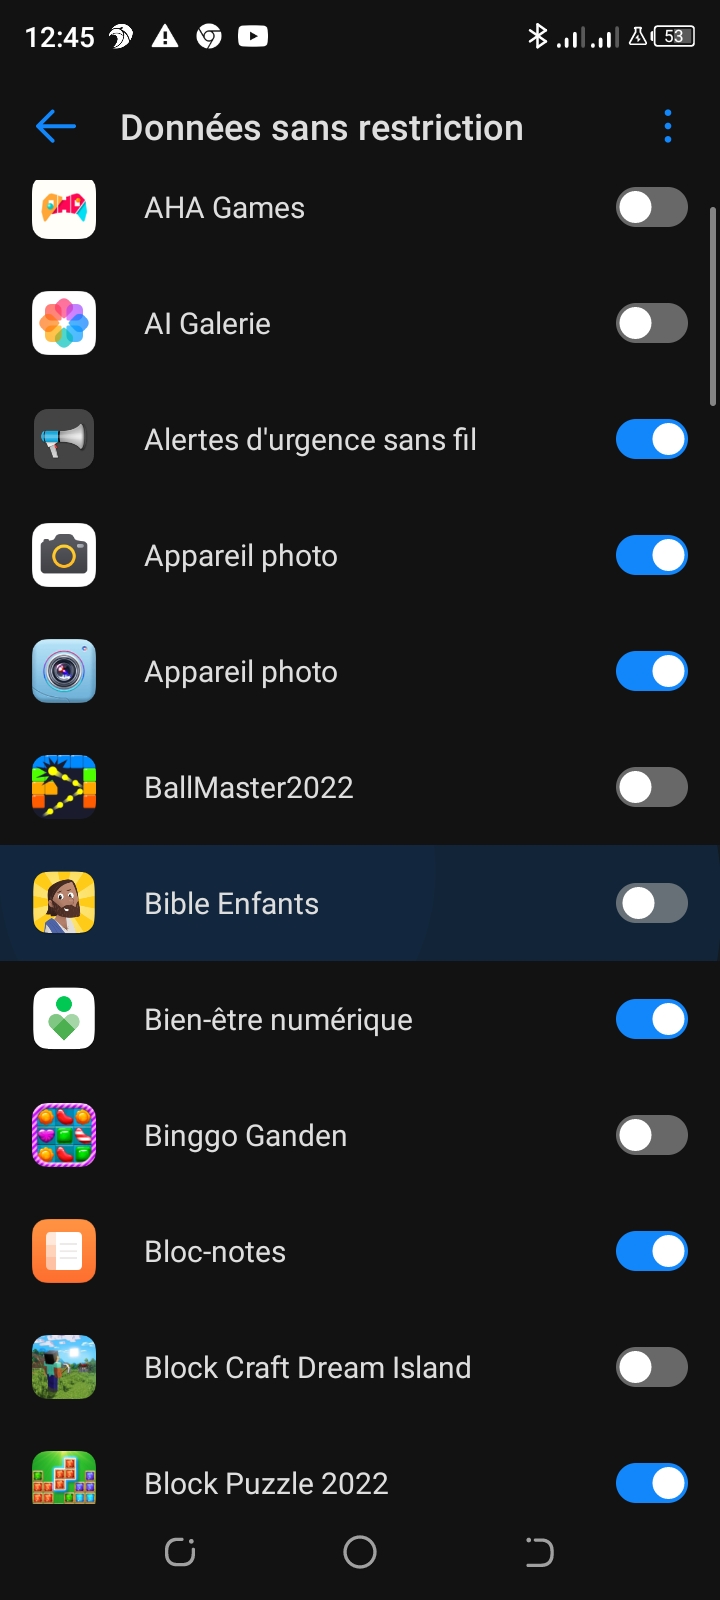 12:45
53
Données sans restriction
AHA Games
AI Galerie
Alertes d'urgence sans fil
Appareil photo
Appareil photo
BallMaster2022
Bible Enfants
Bien-être numérique
Binggo Ganden
Bloc-notes
Block Craft Dream Island
Block Puzzle 2022